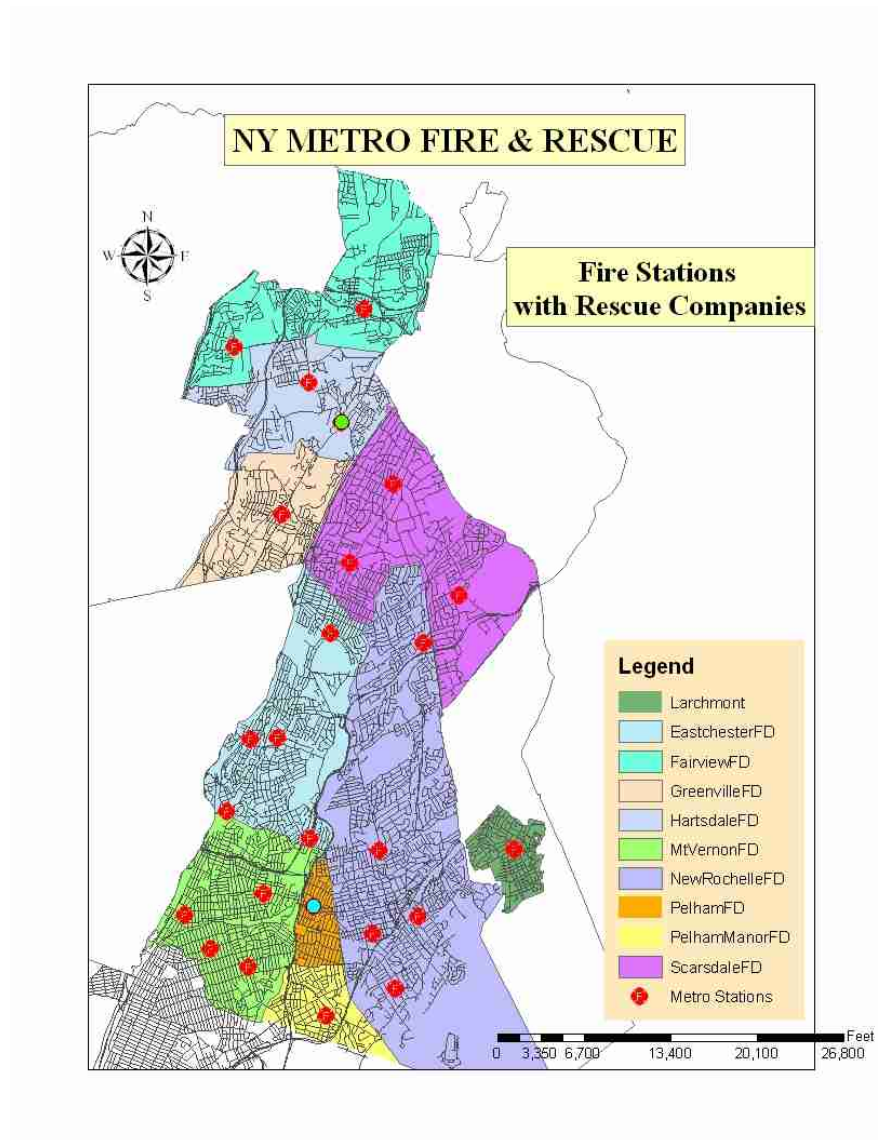 NY METRO FIRE & RESCUE
N
W E
S
Fire Stations
with Rescue Companies
Legend
Larchmont
EastchesterFD
FairviewFD
GreenvilleFD
HartsdaleFD
MtVernonFD
NewRochelleFD
PelhamFD
PelhamManorFD
ScarsdaleFD
F Metro Stations
Feet
0 3,350 6,700 13,400 20,100 26,800